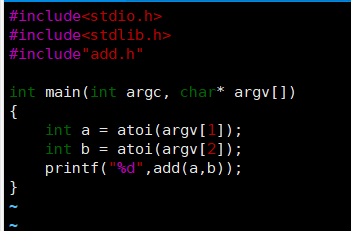 #include<stdio.h>
#include<stdlib.h>
#include"add.h"

int main(int argc, char* argv[])
{
    int a = atoi(argv[1]);
    int b = atoi(argv[2]);
    printf("%d",add(a,b));
}
~
~